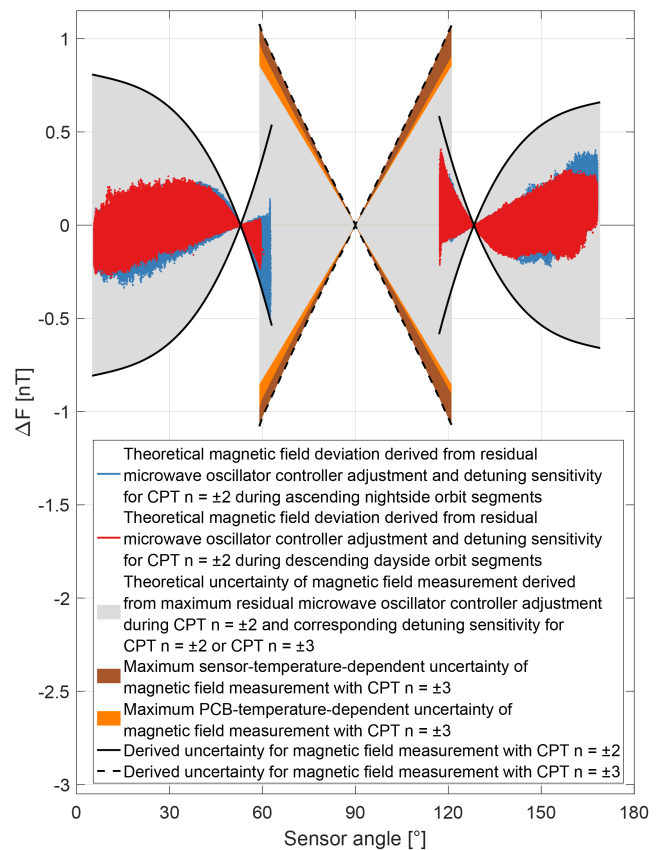 1
0.5
0
-0.5
-1
-1.5
-2
-2.5
-3
ΔF [nT]
Theoretical magnetic field deviation derived from residual
microwave oscillator controller adjustment and detuning sensitivity
for CPT n = ±2 during ascending nightside orbit segments
Theoretical magnetic field deviation derived from residual
microwave oscillator controller adjustment and detuning sensitivity
for CPT n = ±2 during descending dayside orbit segments
Theoretical uncertainty of magnetic field measurement derived
from maximum residual microwave oscillator controller adjustment
during CPT n = ±2 and corresponding detuning sensitivity for
CPT n = ±2 or CPT n = ±3
Maximum sensor-temperature-dependent uncertainty of
magnetic field measurement with CPT n = ±3
Maximum PCB-temperature-dependent uncertainty of
magnetic field measurement with CPT n = ±3
Derived uncertainty for magnetic field measurement with CPT n = ±2
Derived uncertainty for magnetic field measurement with CPT n = ±3
0 30 60 90 120 150 180
Sensor angle [°]